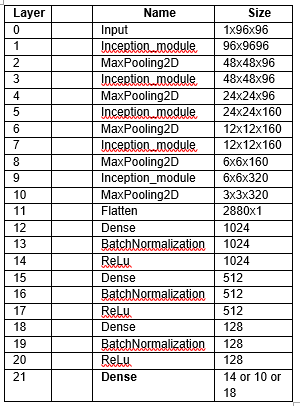 Layer Name Size
0 Input 1x96x96
1 Inception_module 96x9696
2 MaxPooling2D 48x48x96
3 Inception_module 48x48x96
4 MaxPooling2D 24x24x96
5 Inception_module 24x24x160
6 MaxPooling2D 12x12x160
7 Inception_module 12x12x160
8 MaxPooling2D 6x6x160
9 Inception_module 6x6x320
10 MaxPooling2D 3x3x320
11 Flatten 2880x1
12 Dense 1024
13 BatchNormalization 1024
14 ReLu 1024
15 Dense 512
16 BatchNormalization 512
17 ReLu 512
18 Dense 128
19 BatchNormalization 128
20 ReLu 128
21 Dense 14 or 10 or
18